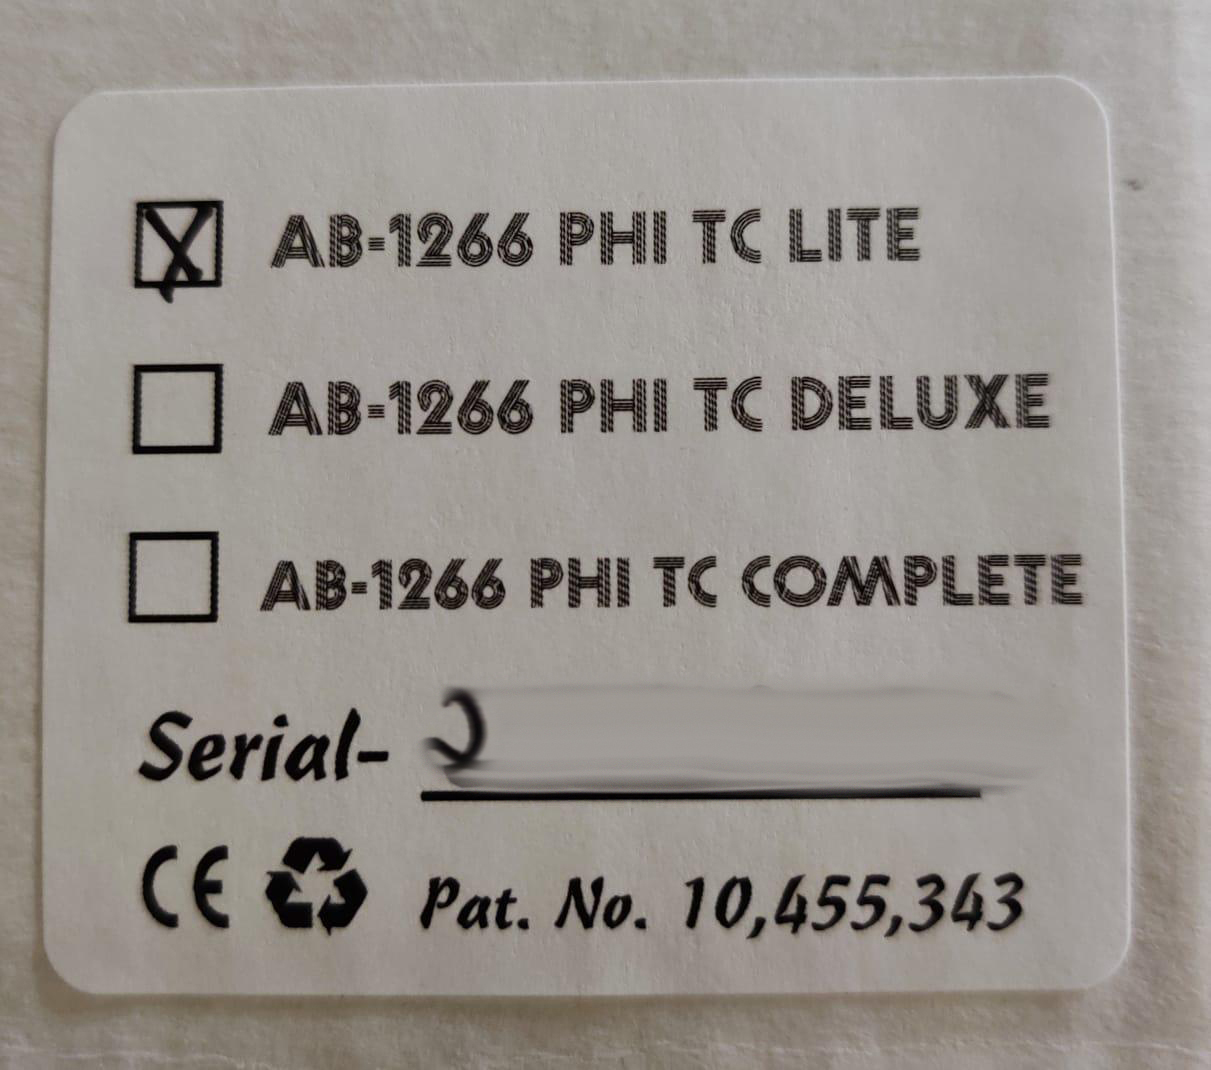 AB-1266 PHI TC LITE
AB-1266 PHI TC DELUXE
AB-1266 PHI TC COMPLETE
Serial-
CE Pat. No. 10,455,343